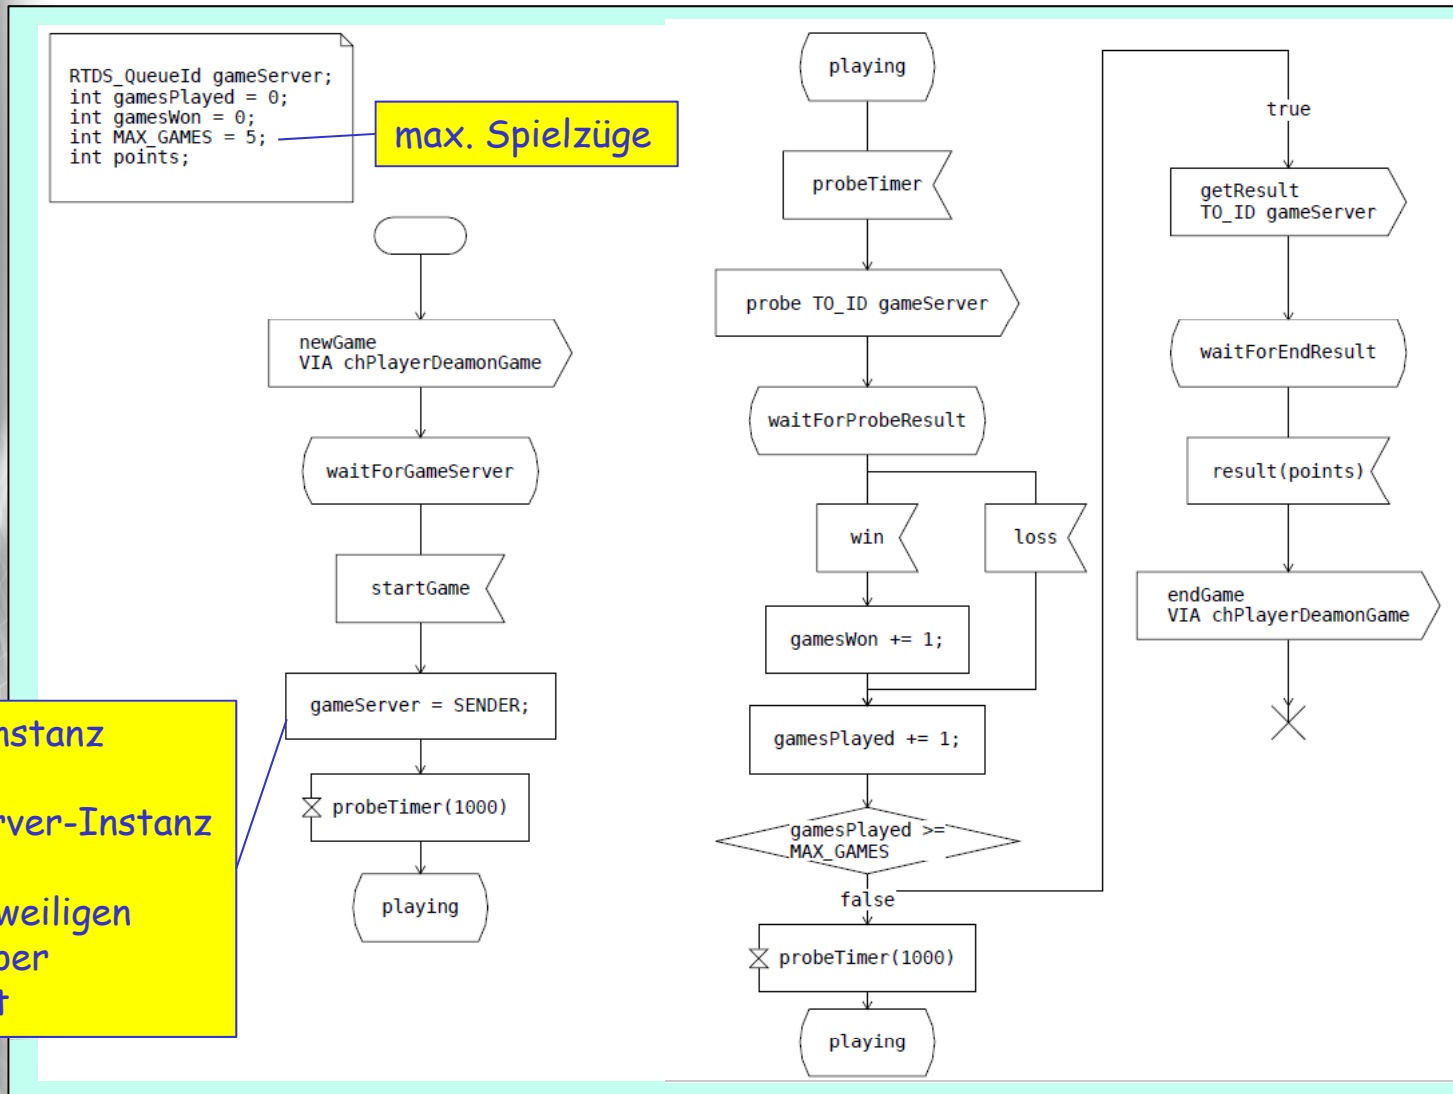 RTDS_QueueId gameServer;
int gamesPlayed = 0;
int gamesWon = 0;
int MAX_GAMES = 5;
int points;
max. Spielzüge
newGame
VIA chPlayerDeamonGame
waitForGameServer
startGame
gameServer = SENDER;
probeTimer(1000)
playing
rver-Instanz
weiligen
t
playing
probeTimer
probe TO_ID gameServer
waitForProbeResult
win
loss
gamesWon += 1;
gamesPlayed += 1;
gamesPlayed >=
MAX_GAMES
false
probeTimer(1000)
playing
true
getResult
TO_ID gameServer
waitForEndResult
result(points)
endGame
VIA chPlayerDeamonGame